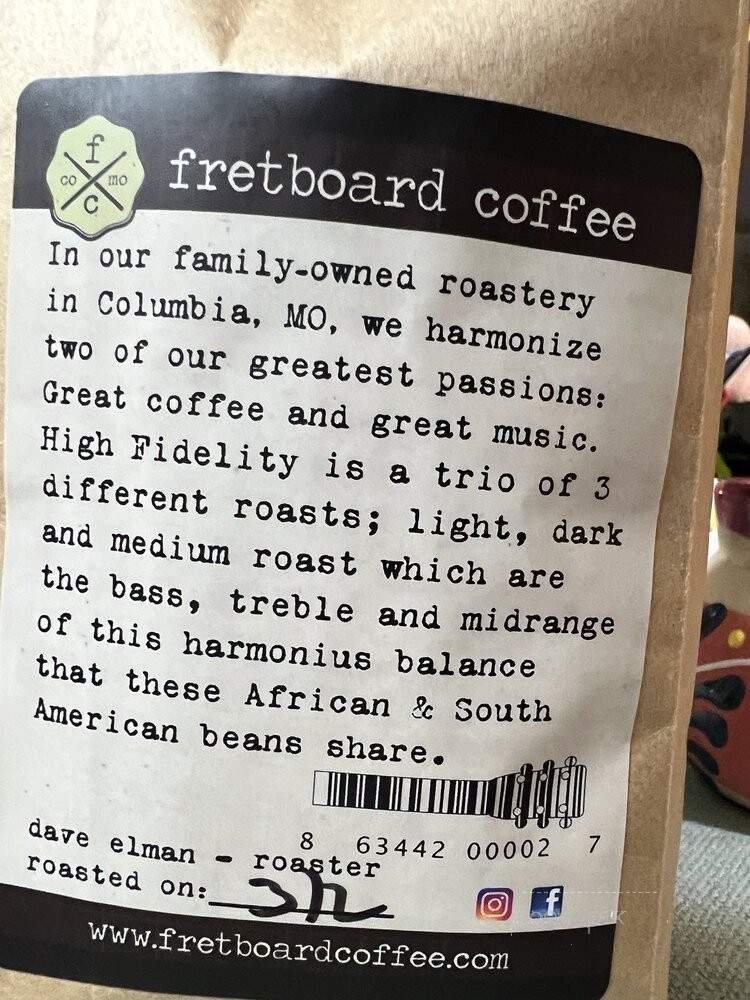 f
co mo
c
fretboard coffee
In our family-owned roastery
in Columbia, MO, we harmonize
two of our greatest passions:
Great coffee and great music.
High Fidelity is a trio of 3
different roasts; light, dark
and medium roast which are
the bass, treble and midrange
of this harmonius balance
that these African & South
American beans share.
8 63442 00002 7
dave elman - roaster
roasted on: 3/12
www.fretboardcoffee.com